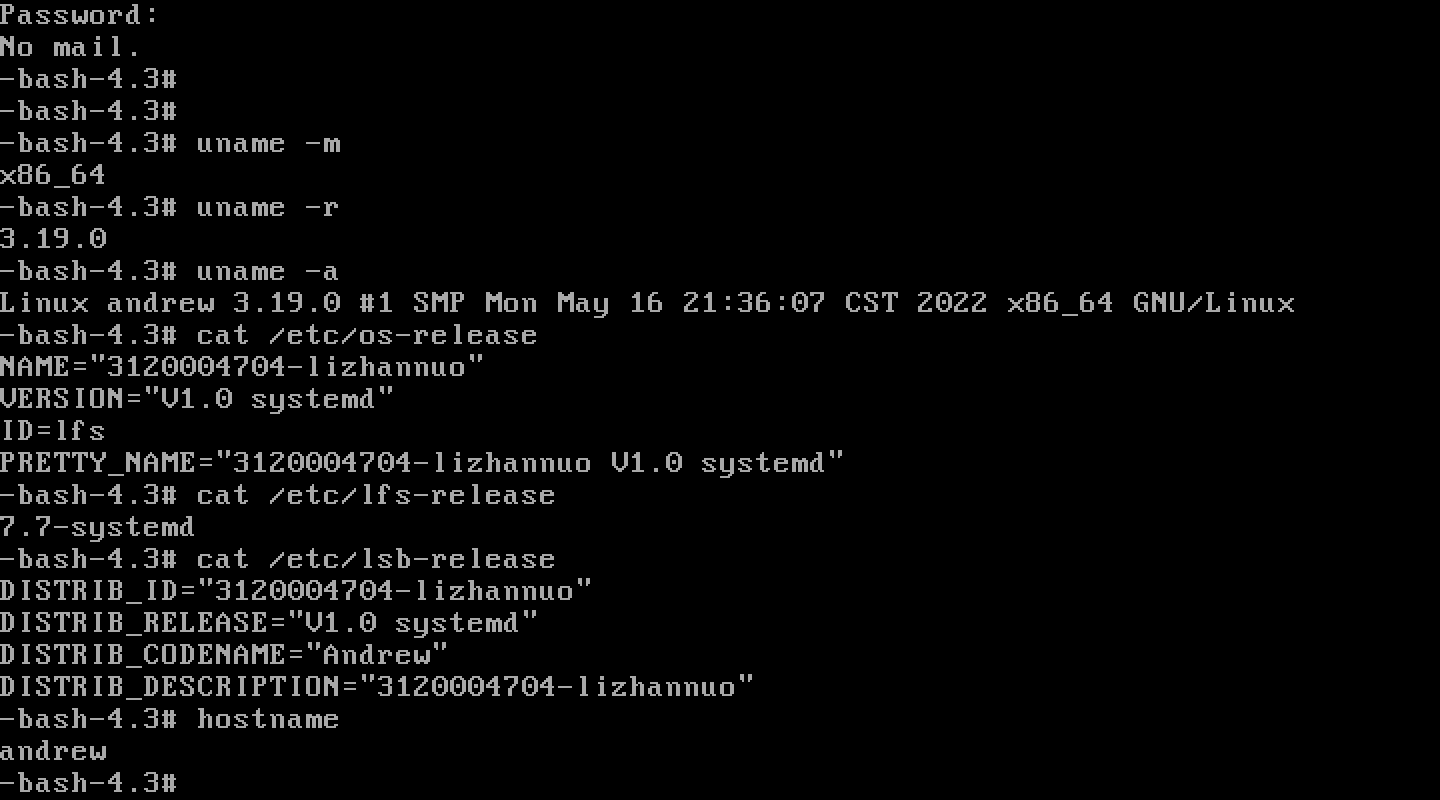 Password:
No mail.
-bash-4.3#
-bash-4.3#
-bash-4.3# uname -m
x86_64
-bash-4.3# uname -r
3.19.0
-bash-4.3# uname -a
Linux andrew 3.19.0 #1 SMP Mon May 16 21:36:07 CST 2022 x86_64 GNU/Linux
-bash-4.3# cat /etc/os-release
NAME="3120004704-lizhannuo"
VERSION="V1.0 systemd"
ID=lfs
PRETTY_NAME="3120004704-lizhannuo V1.0 systemd"
-bash-4.3# cat /etc/lfs-release
7.7-systemd
-bash-4.3# cat /etc/lsb-release
DISTRIB_ID="3120004704-lizhannuo"
DISTRIB_RELEASE="V1.0 systemd"
DISTRIB_CODENAME="Andrew"
DISTRIB_DESCRIPTION="3120004704-lizhannuo"
-bash-4.3# hostname
andrew
-bash-4.3#